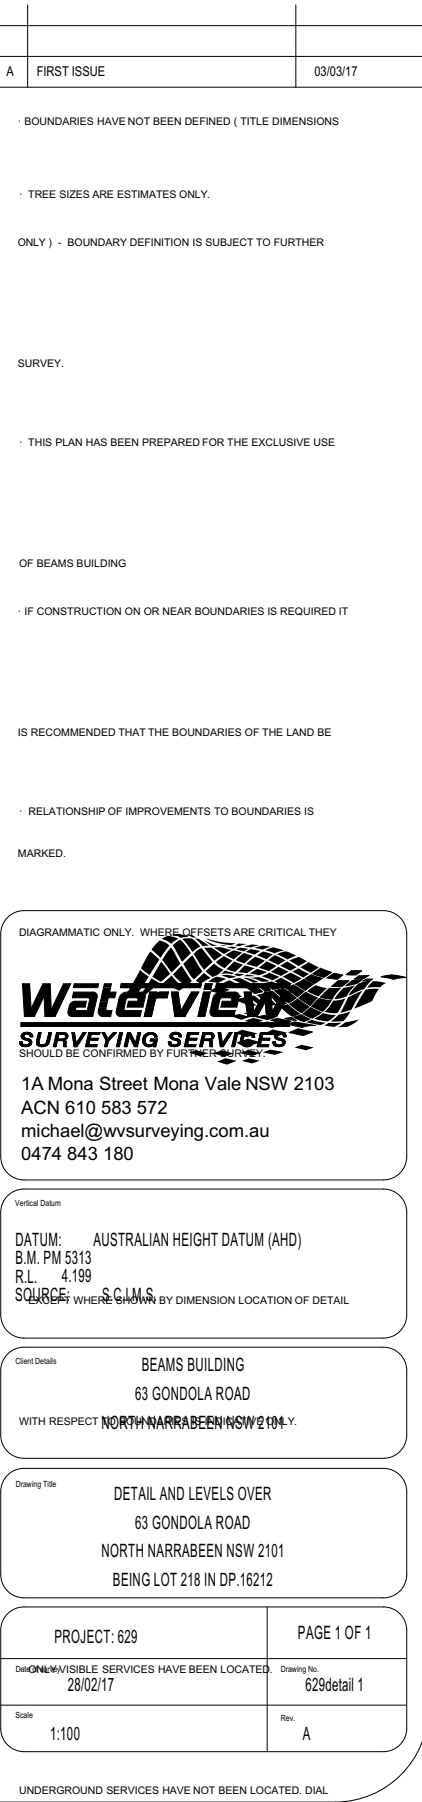 A FIRST ISSUE 03/03/17
· BOUNDARIES HAVE NOT BEEN DEFINED ( TITLE DIMENSIONS
· TREE SIZES ARE ESTIMATES ONLY.
ONLY ) - BOUNDARY DEFINITION IS SUBJECT TO FURTHER
SURVEY.
· THIS PLAN HAS BEEN PREPARED FOR THE EXCLUSIVE USE
OF BEAMS BUILDING
· IF CONSTRUCTION ON OR NEAR BOUNDARIES IS REQUIRED IT
IS RECOMMENDED THAT THE BOUNDARIES OF THE LAND BE
· RELATIONSHIP OF IMPROVEMENTS TO BOUNDARIES IS
MARKED.
DIAGRAMMATIC ONLY. WHERE OFFSETS ARE CRITICAL THEY
Waterview
SURVEYING SERVICES
SHOULD BE CONFIRMED BY FURTHER SURVEY.
1A Mona Street Mona Vale NSW 2103
ACN 610 583 572
michael@wvsurveying.com.au
0474 843 180
Vertical Datum
DATUM: AUSTRALIAN HEIGHT DATUM (AHD)
B.M. PM 5313
R.L. 4.199
SOURCE: S.C.I.M.S.
EXCEPT WHERE SHOWN BY DIMENSION LOCATION OF DETAIL
Client Details
BEAMS BUILDING
63 GONDOLA ROAD
NORTH NARRABEEN NSW 2101
WITH RESPECT TO BOUNDARIES IS INDICATIVE ONLY.
Drawing Title
DETAIL AND LEVELS OVER
63 GONDOLA ROAD
NORTH NARRABEEN NSW 2101
BEING LOT 218 IN DP.16212
PROJECT: 629
PAGE 1 OF 1
Date of Survey
ONLY VISIBLE SERVICES HAVE BEEN LOCATED.
28/02/17
Drawing No.
629detail 1
Scale
1:100
Rev.
A
UNDERGROUND SERVICES HAVE NOT BEEN LOCATED. DIAL